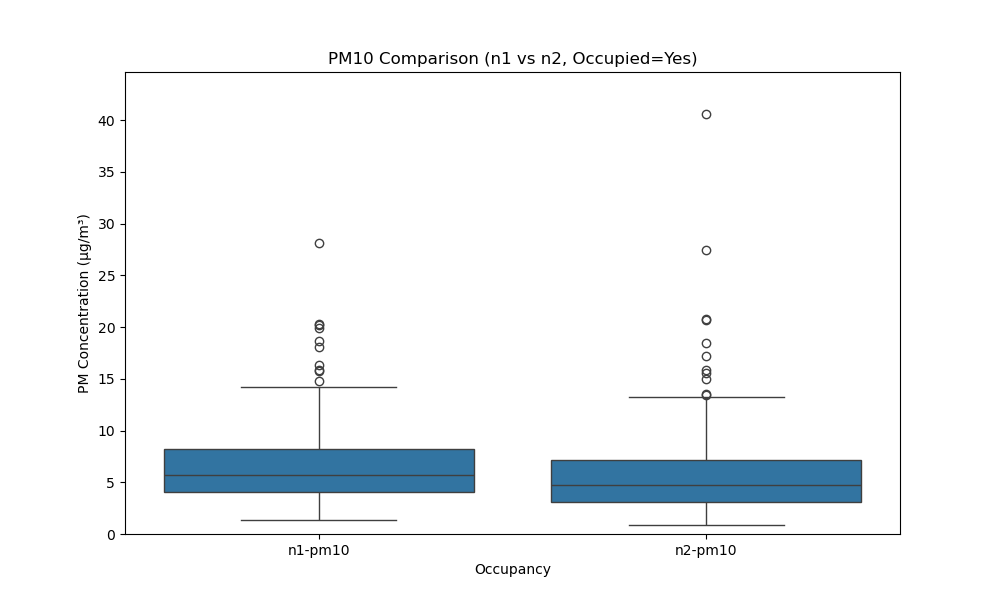 PM10 Comparison (n1 vs n2, Occupied=Yes)
PM Concentration (μg/m³)
40
35
30
25
20
15
10
5
0
n1-pm10 n2-pm10
Occupancy